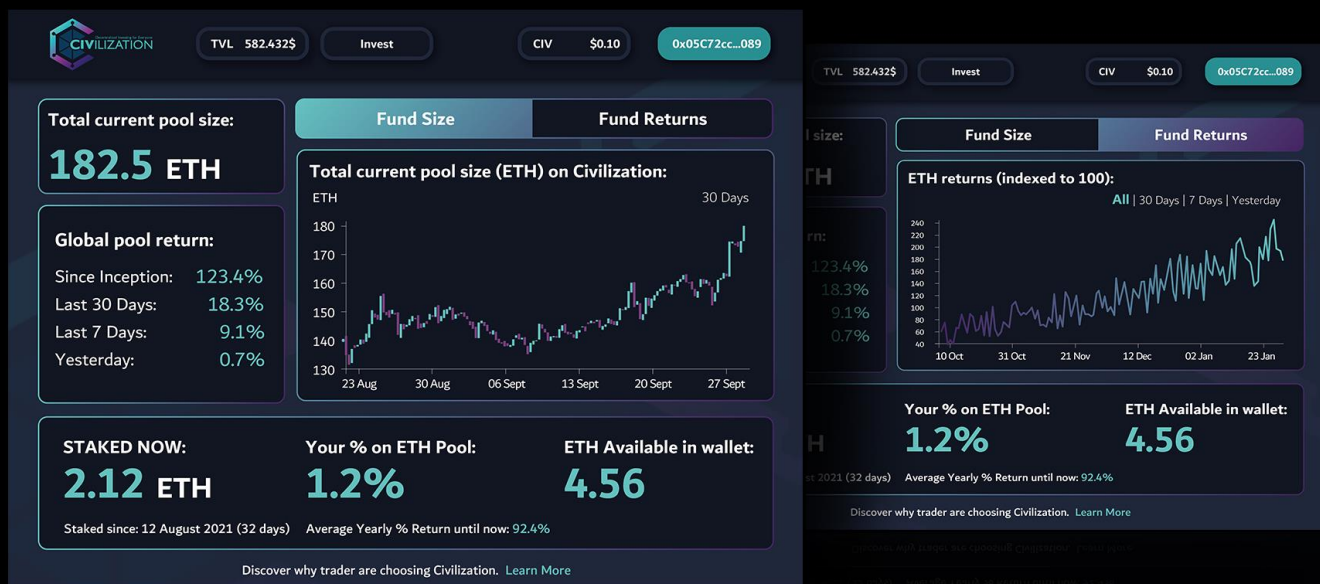 CIVILIZATION
TVL 582.432$
Invest
CIV $0.10
0x05C72cc...089
Total current pool size:
182.5 ETH
Global pool return:
Since Inception: 123.4%
Last 30 Days: 18.3%
Last 7 Days: 9.1%
Yesterday: 0.7%
Fund Size
Fund Returns
Total current pool size (ETH) on Civilization:
ETH
30 Days
180
170
160
150
140
130
23 Aug 30 Aug 06 Sept 13 Sept 20 Sept 27 Sept
STAKED NOW:
2.12 ETH
Staked since: 12 August 2021 (32 days)
Your % on ETH Pool:
1.2%
Average Yearly % Return until now: 92.4%
ETH Available in wallet:
4.56
Discover why trader are choosing Civilization. Learn More
TVL 582.432$
Invest
CIV $0.10
0x05C72cc...089
size:
TH
rn:
123.4%
18.3%
9.1%
0.7%
Fund Size
Fund Returns
ETH returns (indexed to 100):
All | 30 Days | 7 Days | Yesterday
240
220
200
180
160
140
120
100
80
60
40
10 Oct 31 Oct 21 Nov 12 Dec 02 Jan 23 Jan
H
st 2021 (32 days)
Your % on ETH Pool:
1.2%
Average Yearly % Return until now: 92.4%
ETH Available in wallet:
4.56
Discover why trader are choosing Civilization. Learn More